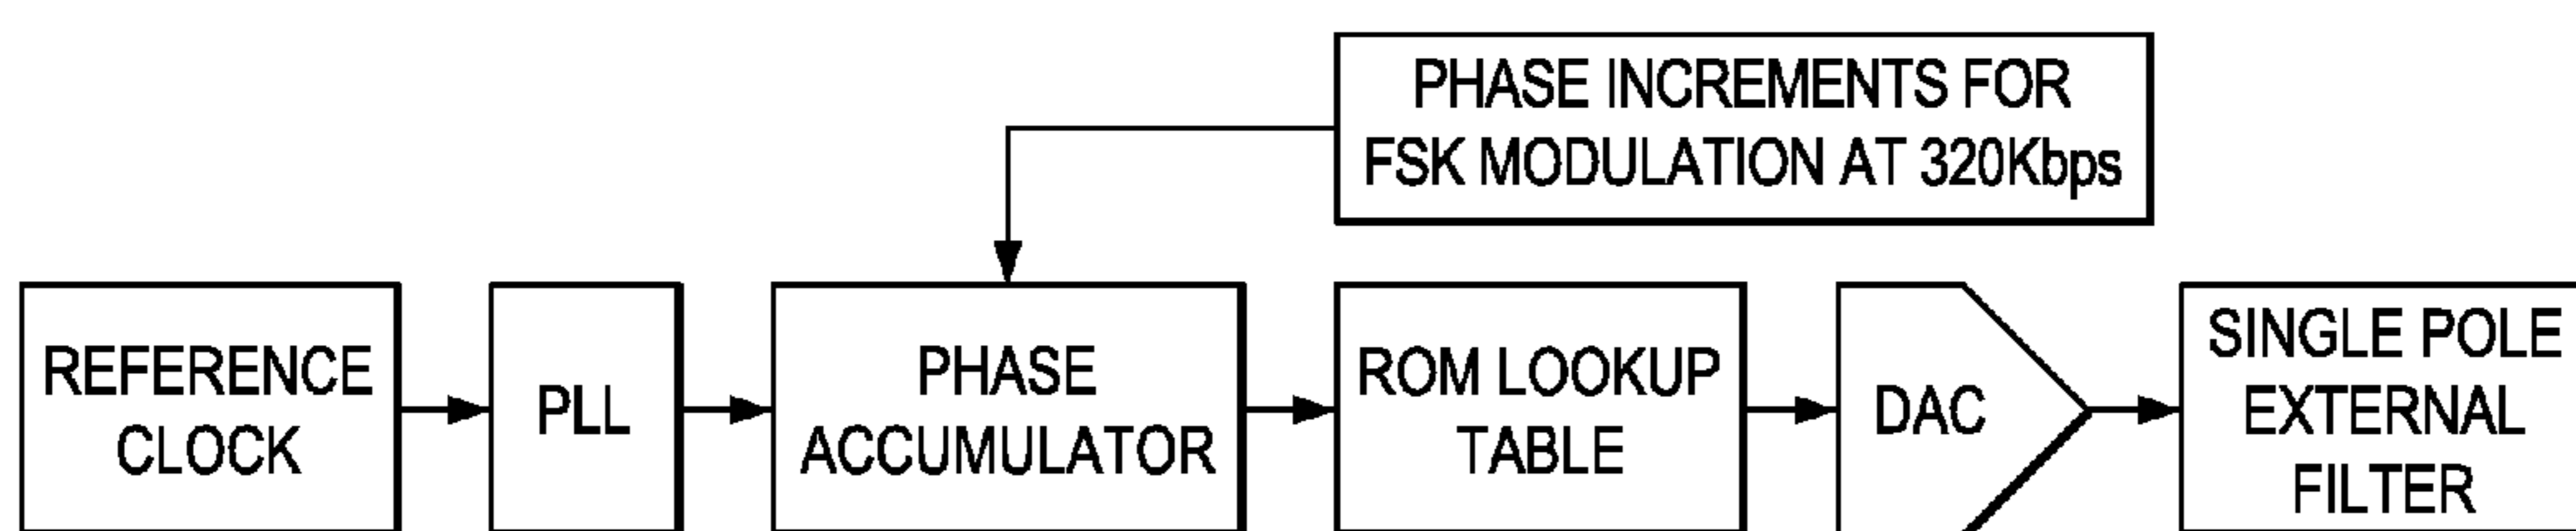 PHASE INCREMENTS FOR
FSK MODULATION AT 320Kbps
REFERENCE
CLOCK
PLL
PHASE
ACCUMULATOR
ROM LOOKUP
TABLE
DAC
SINGLE POLE
EXTERNAL
FILTER